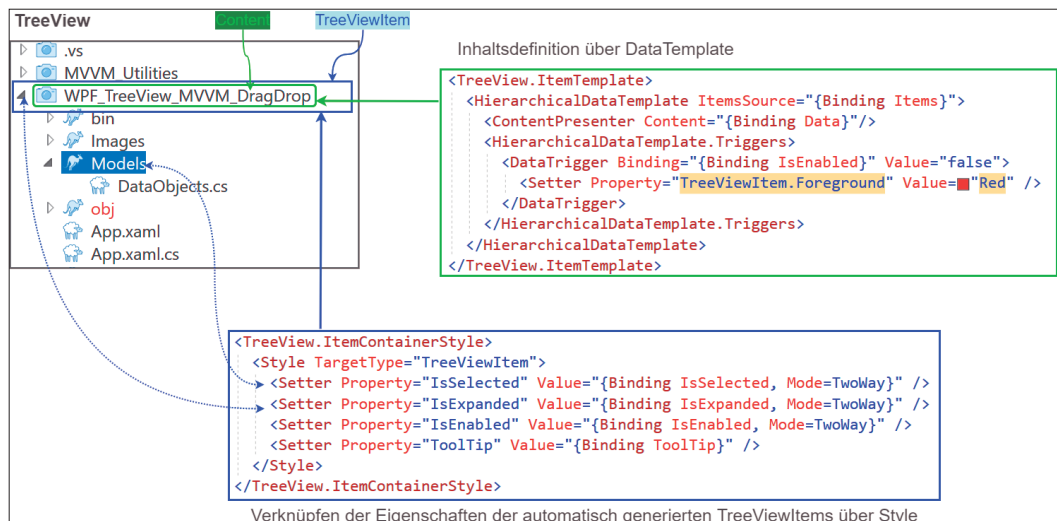 TreeView
Content
TreeViewItem
.vs
MVVM_Utilities
WPF_TreeView_MVVM_DragDrop
bin
Images
Models
DataObjects.cs
obj
App.xaml
App.xaml.cs
Inhaltsdefinition über DataTemplate
<TreeView.ItemTemplate>
<HierarchicalDataTemplate ItemsSource="{Binding Items}">
<ContentPresenter Content="{Binding Data}"/>
<HierarchicalDataTemplate.Triggers>
<DataTrigger Binding="{Binding IsEnabled}" Value="false">
<Setter Property="TreeViewItem.Foreground" Value="Red" />
</DataTrigger>
</HierarchicalDataTemplate.Triggers>
</HierarchicalDataTemplate>
</TreeView.ItemTemplate>
<TreeView.ItemContainerStyle>
<Style TargetType="TreeViewItem">
<Setter Property="IsSelected" Value="{Binding IsSelected, Mode=TwoWay}" />
<Setter Property="IsExpanded" Value="{Binding IsExpanded, Mode=TwoWay}" />
<Setter Property="IsEnabled" Value="{Binding IsEnabled, Mode=TwoWay}" />
<Setter Property="ToolTip" Value="{Binding ToolTip}" />
</Style>
</TreeView.ItemContainerStyle>
Verknüpfen der Eigenschaften der automatisch generierten TreeViewItems über Style